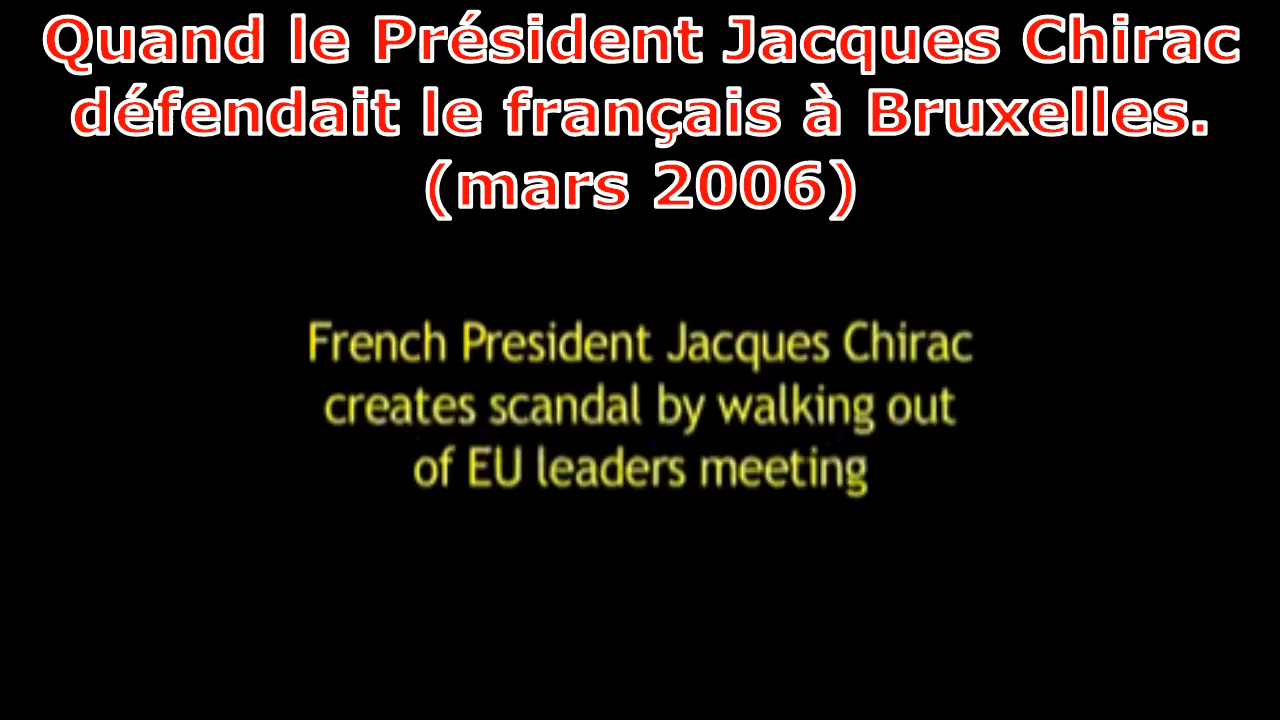 Quand le Président Jacques Chirac
défendait le français à Bruxelles.
(mars 2006)
French President Jacques Chirac
creates scandal by walking out
of EU leaders meeting